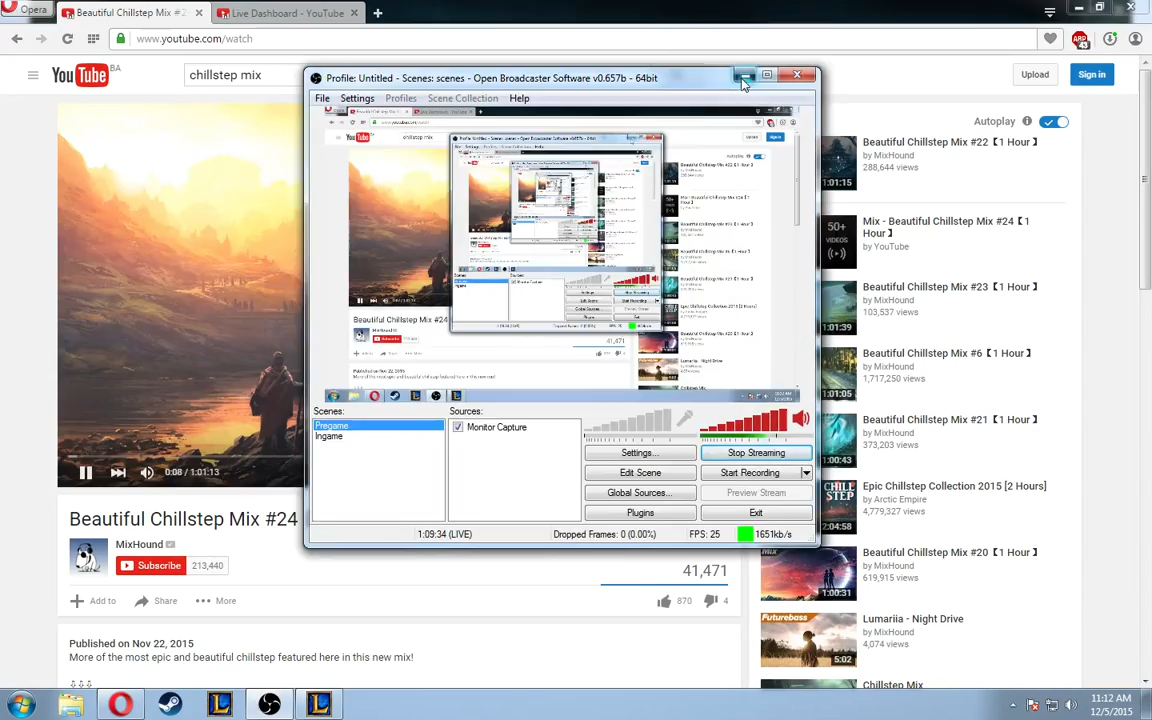 Opera
Beautiful Chillstep Mix #2
Live Dashboard - YouTube
www.youtube.com/watch
YouTube BA
chillstep mix
Upload
Sign in
Profile: Untitled - Scenes: scenes - Open Broadcaster Software v0.657b - 64bit
File Settings Profiles Scene Collection Help
Scenes:
Pregame
Ingame
Sources:
Monitor Capture
Settings...
Stop Streaming
Edit Scene
Start Recording
Global Sources...
Preview Stream
Plugins
Exit
1:09:34 (LIVE)
Dropped Frames: 0 (0.00%)
FPS: 25
1651kb/s
0:08 / 1:01:13
Beautiful Chillstep Mix #24
MixHound
Subscribe 213,440
41,471
Add to
Share
More
870
4
Published on Nov 22, 2015
More of the most epic and beautiful chillstep featured here in this new mix!
Autoplay
Beautiful Chillstep Mix #22【1 Hour】
by MixHound
288,644 views
1:01:15
50+
VIDEOS
Mix - Beautiful Chillstep Mix #24【1
Hour】
by YouTube
Beautiful Chillstep Mix #23【1 Hour】
by MixHound
103,537 views
1:01:39
Beautiful Chillstep Mix #6【1 Hour】
by MixHound
1,717,250 views
1:01:05
Beautiful Chillstep Mix #21【1 Hour】
by MixHound
373,203 views
1:00:43
CHILL
STEP
Epic Chillstep Collection 2015 [2 Hours]
by Arctic Empire
4,779,327 views
2:04:58
Beautiful Chillstep Mix #20【1 Hour】
by MixHound
619,915 views
1:00:31
Futurebass
Lumariia - Night Drive
by MixHound
4,074 views
5:02
Chillstep Mix
11:12 AM
12/5/2015